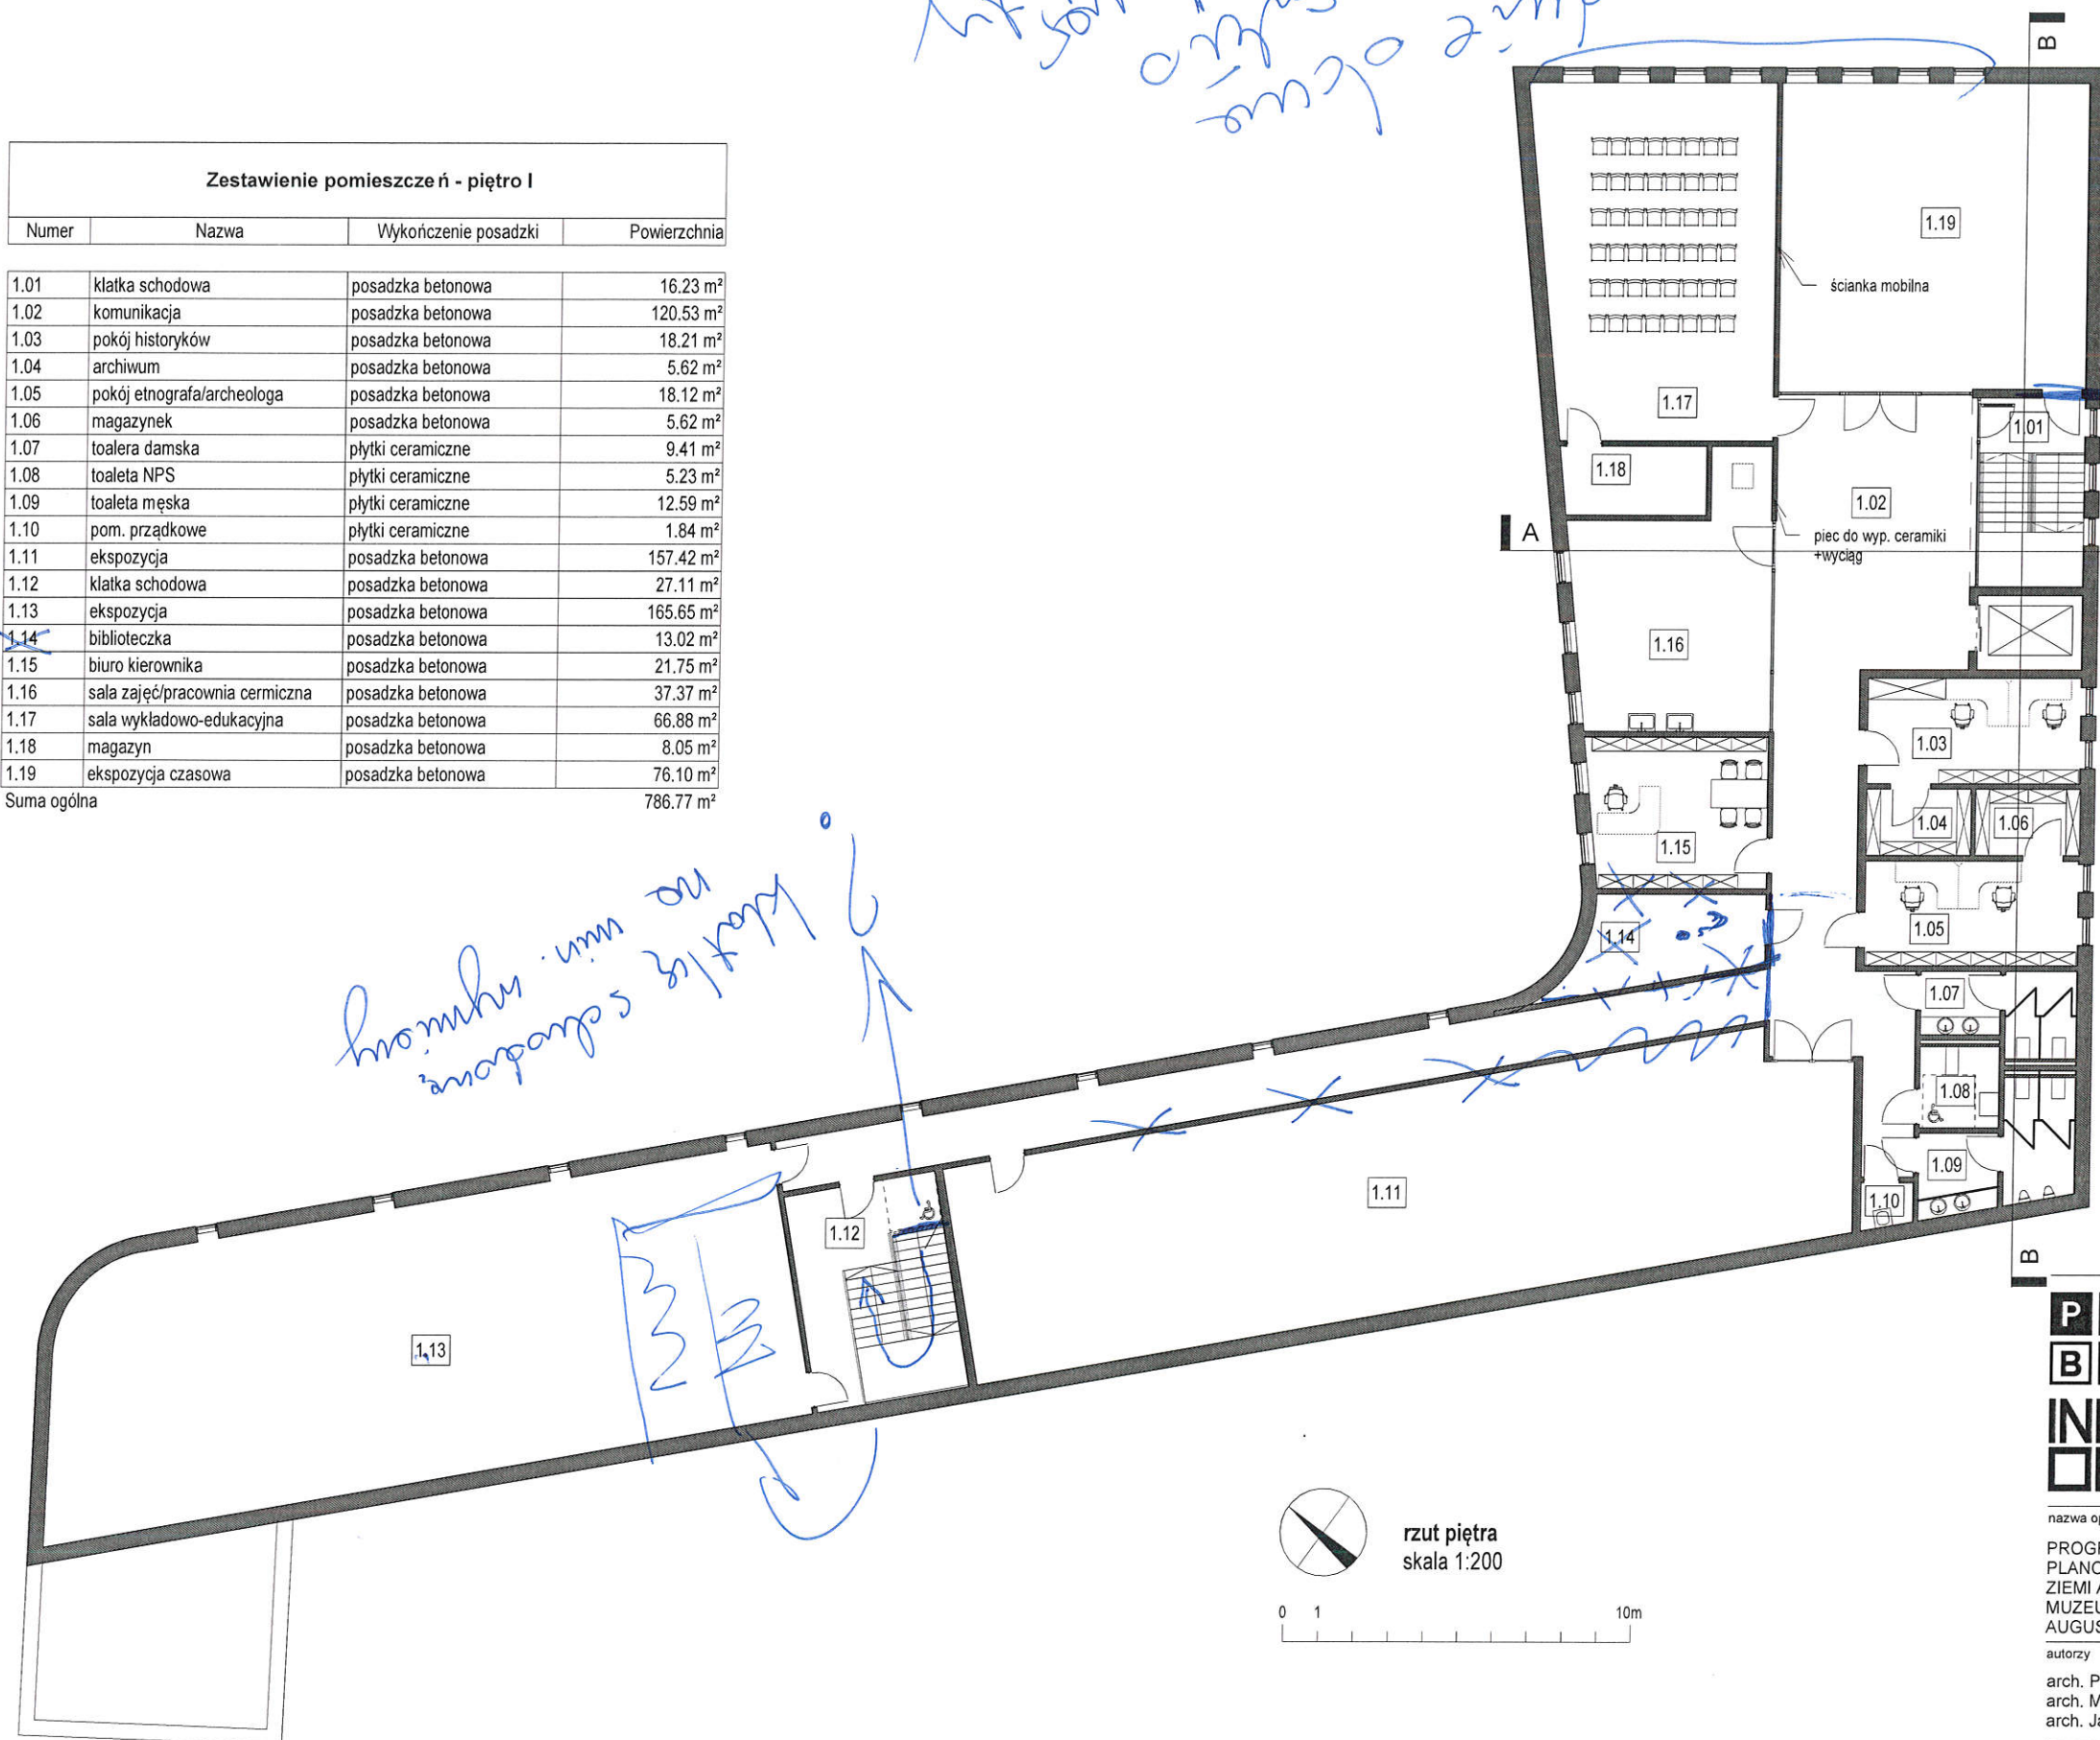 B
Zestawienie pomieszczeń - piętro I
Numer Nazwa Wykończenie posadzki Powierzchnia
1.01 klatka schodowa posadzka betonowa 16.23 m²
1.02 komunikacja posadzka betonowa 120.53 m²
1.03 pokój historyków posadzka betonowa 18.21 m²
1.04 archiwum posadzka betonowa 5.62 m²
1.05 pokój etnografa/archeologa posadzka betonowa 18.12 m²
1.06 magazynek posadzka betonowa 5.62 m²
1.07 toalera damska płytki ceramiczne 9.41 m²
1.08 toaleta NPS płytki ceramiczne 5.23 m²
1.09 toaleta męska płytki ceramiczne 12.59 m²
1.10 pom. prządkowe płytki ceramiczne 1.84 m²
1.11 ekspozycja posadzka betonowa 157.42 m²
1.12 klatka schodowa posadzka betonowa 27.11 m²
1.13 ekspozycja posadzka betonowa 165.65 m²
1.14 biblioteczka posadzka betonowa 13.02 m²
1.15 biuro kierownika posadzka betonowa 21.75 m²
1.16 sala zajęć/pracownia cermiczna posadzka betonowa 37.37 m²
1.17 sala wykładowo-edukacyjna posadzka betonowa 66.88 m²
1.18 magazyn posadzka betonowa 8.05 m²
1.19 ekspozycja czasowa posadzka betonowa 76.10 m²
Suma ogólna 786.77 m²
1.19
ścianka mobilna
1.17
1.01
1.18
1.02
A
piec do wyp. ceramiki
+wyciąg
1.16
1.03
1.04
1.06
1.15
1.14
?
1.05
1.07
1.08
1.09
1.10
1.11
1.12
1.13
B
?
klatkę schodową
na min. wymiary
rzut piętra
skala 1:200
0 1 10m
P
B
IN
nazwa
PLANO
ZIEMI
MUZEU
AUGUS
autorzy
arch. P
arch. M
arch. Ja